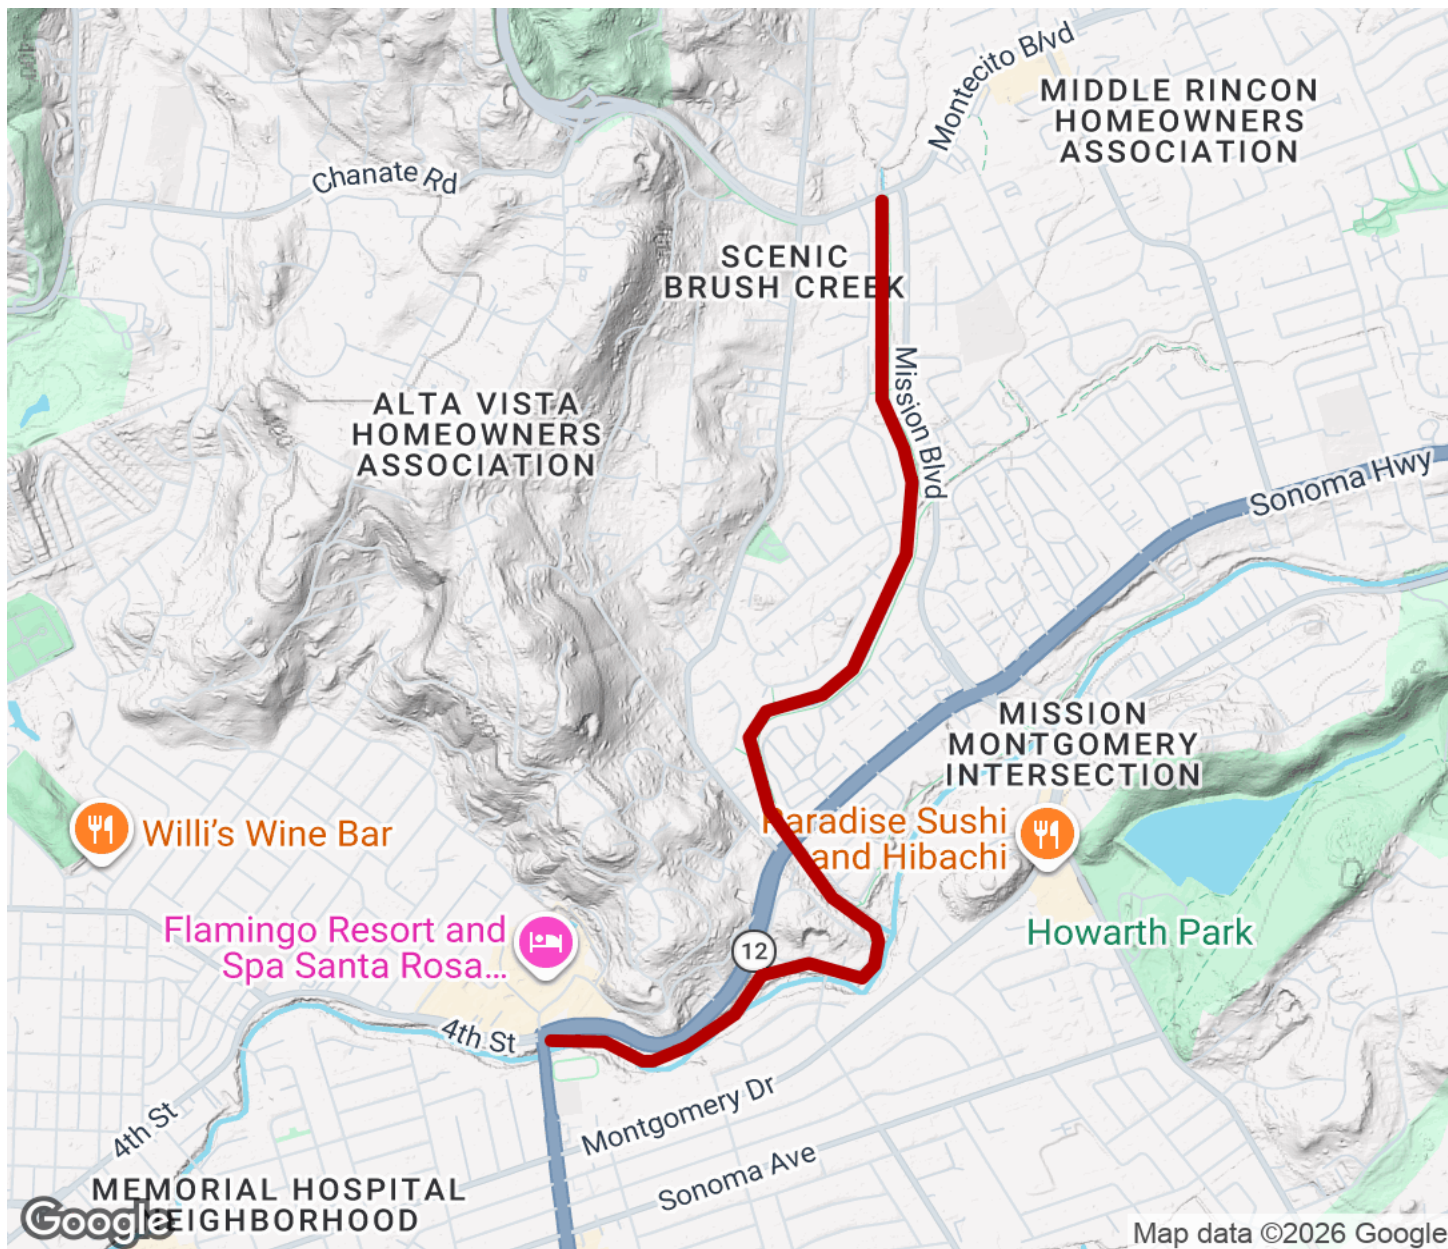 Montecito Blvd
MIDDLE RINCON
HOMEOWNERS
ASSOCIATION
Chanate Rd
SCENIC
BRUSH CREEK
Mission Blvd
ALTA VISTA
HOMEOWNERS
ASSOCIATION
Sonoma Hwy
MISSION
MONTGOMERY
INTERSECTION
Willi's Wine Bar
Paradise Sushi
and Hibachi
Flamingo Resort and
Spa Santa Rosa...
12
Howarth Park
4th St
4th St
Montgomery Dr
Sonoma Ave
MEMORIAL HOSPITAL
NEIGHBORHOOD
Google
Map data ©2026 Google